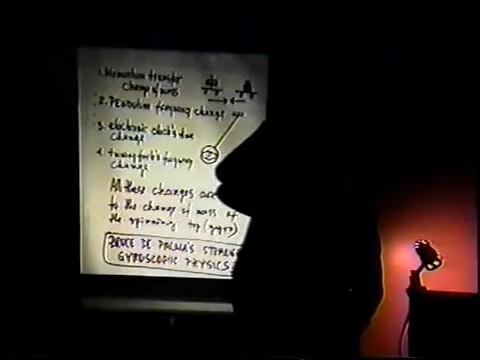 1. Momentum transfer
change of mass
2. Pendulum frequency change
3. electronic clock's time
change
4. tuning fork's frequency
change
All these changes are
to the change of mass of
the spinning top (gyro)
BRUCE DE PALMA'S STRANGE
GYROSCOPIC PHYSICS